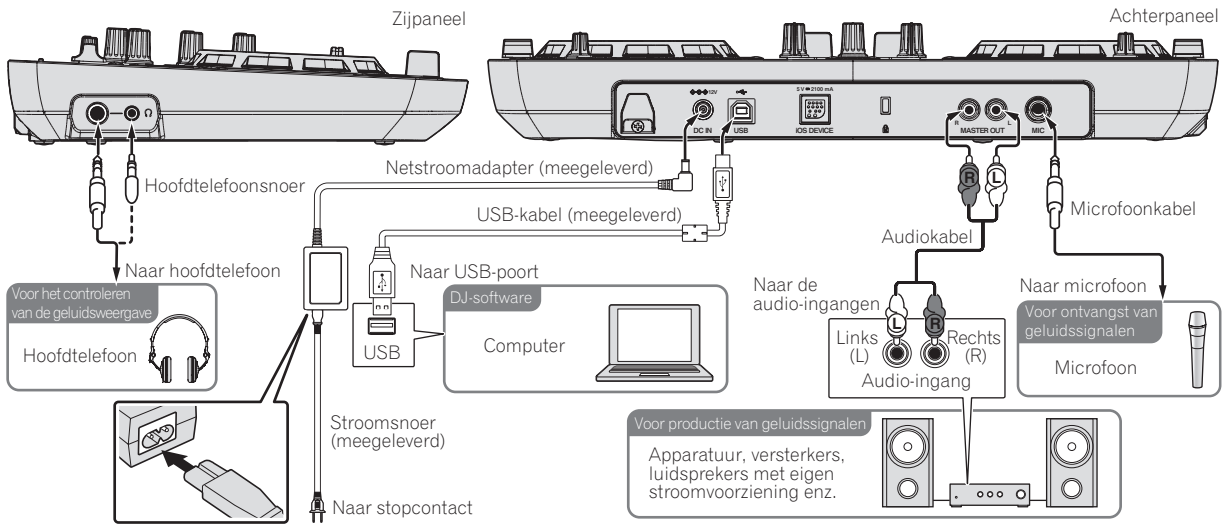 Zijpaneel
Achterpaneel
12V
5 V 2100 mA
DC IN
USB
iOS DEVICE
R
MASTER OUT
L
MIC
Netstroomadapter (meegeleverd)
Hoofdtelefoonsnoer
USB-kabel (meegeleverd)
R
L
Microfoonkabel
Audiokabel
Naar hoofdtelefoon
Naar USB-poort
Naar de
audio-ingangen
Naar microfoon
Voor het controleren
van de geluidsweergave
Hoofdtelefoon
USB
DJ-software
Computer
L
R
Links
(L)
Rechts
(R)
Audio-ingang
Voor ontvangst van
geluidssignalen
Microfoon
Stroomsnoer
(meegeleverd)
Naar stopcontact
Voor productie van geluidssignalen
Apparatuur, versterkers,
luidsprekers met eigen
stroomvoorziening enz.